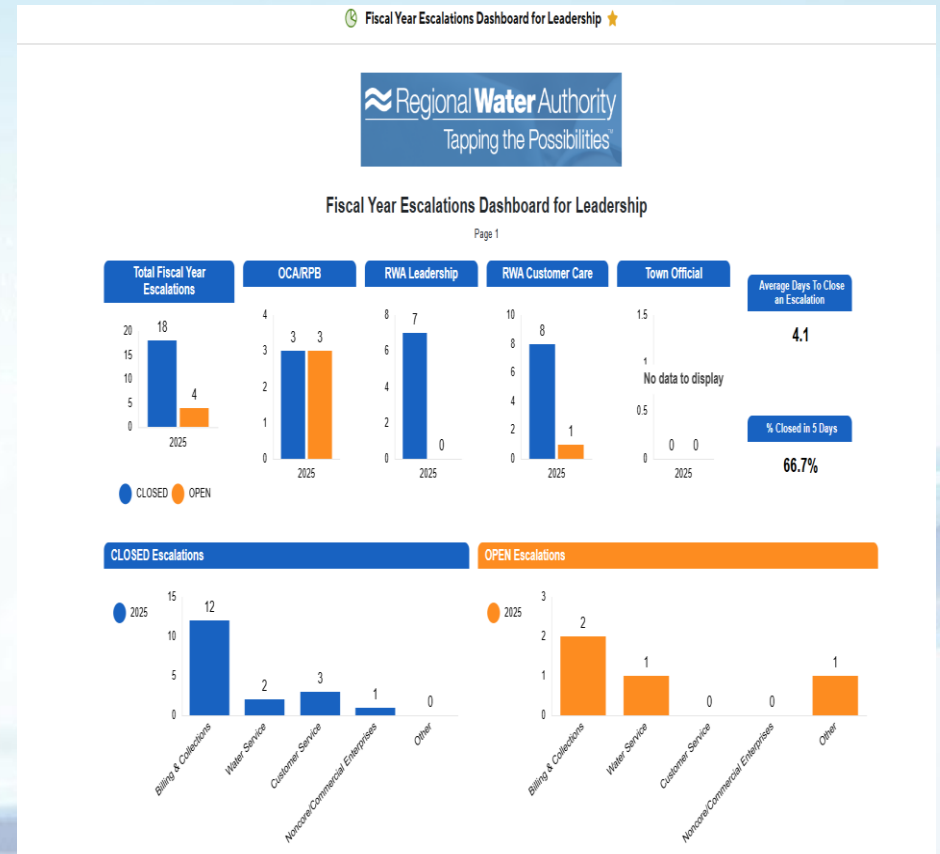 Fiscal Year Escalations Dashboard for Leadership
Regional Water Authority
Tapping the Possibilities™
Fiscal Year Escalations Dashboard for Leadership
Page 1
Total Fiscal Year
Escalations
20
15
10
5
0
18
4
2025
CLOSED
OPEN
OCA/RPB
4
3
2
1
0
3
3
2025
RWA Leadership
8
6
4
2
0
7
0
2025
RWA Customer Care
10
8
6
4
2
0
8
1
2025
Town Official
1.5
1
No data to display
0.5
0
0
0
2025
Average Days To Close
an Escalation
4.1
% Closed in 5 Days
66.7%
CLOSED Escalations
2025
15
10
5
0
12
2
3
1
0
Billing & Collections
Water Service
Customer Service
Noncore/Commercial Enterprises
Other
OPEN Escalations
2025
3
2
1
0
2
1
0
0
1
Billing & Collections
Water Service
Customer Service
Noncore/Commercial Enterprises
Other